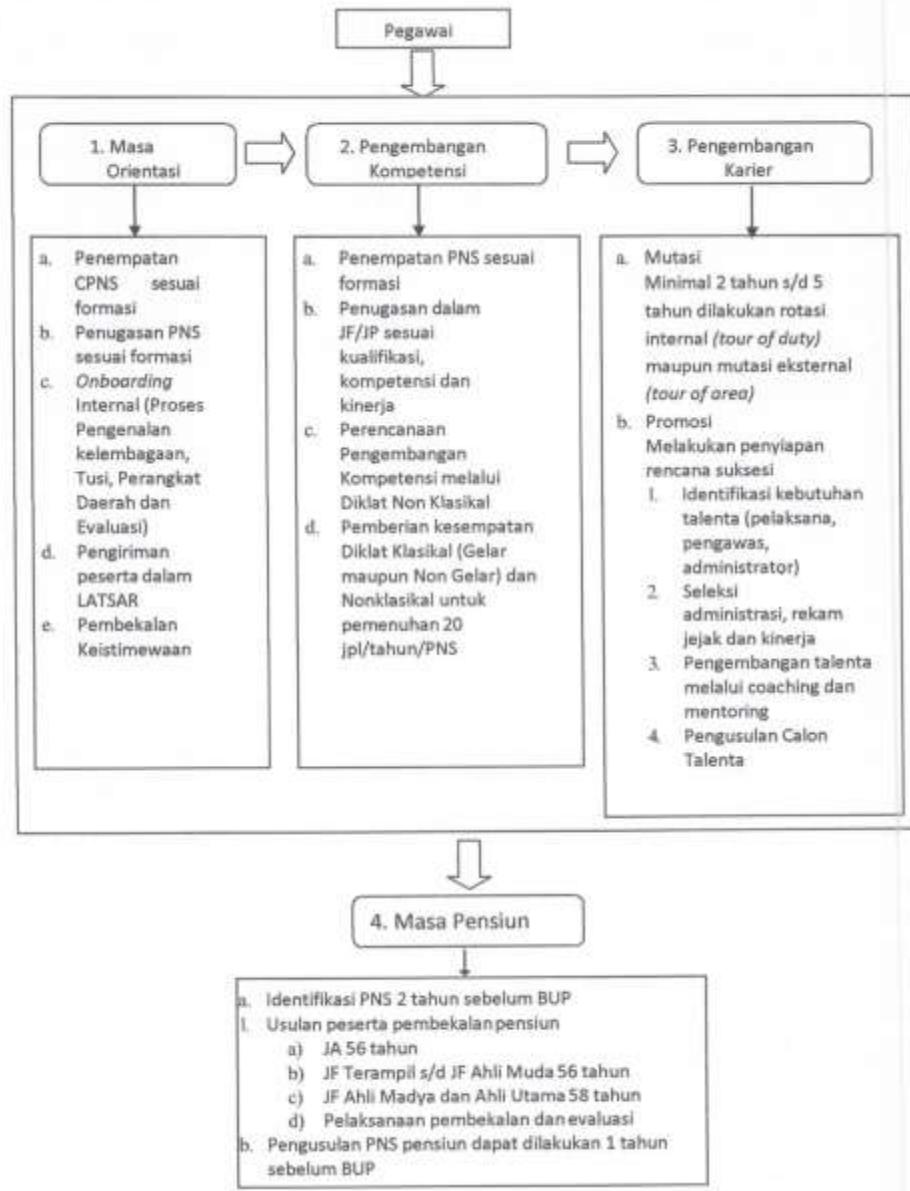 Pegawai
1. Masa
Orientasi
2. Pengembangan
Kompetensi
3. Pengembangan
Karier
a. Penempatan
CPNS sesuai
formasi
b. Penugasan PNS
sesuai formasi
c. Onboarding
Internal (Proses
Pengenalan
kelembagaan,
Tusi, Perangkat
Daerah dan
Evaluasi)
d. Pengiriman
peserta dalam
LATSAR
e. Pembekalan
Keistimewaan
a. Penempatan PNS sesuai
formasi
b. Penugasan dalam
JF/JP sesuai
kualifikasi,
kompetensi dan
kinerja
c. Perencanaan
Pengembangan
Kompetensi melalui
Diklat Non Klasikal
d. Pemberian kesempatan
Diklat Klasikal (Gelar
maupun Non Gelar) dan
Nonklasikal untuk
pemenuhan 20
jpl/tahun/PNS
a. Mutasi
Minimal 2 tahun s/d 5
tahun dilakukan rotasi
internal (tour of duty)
maupun mutasi eksternal
(tour of area)
b. Promosi
Melakukan penyiapan
rencana suksesi
1. Identifikasi kebutuhan
talenta (pelaksana,
pengawas,
administrator)
2. Seleksi
administrasi, rekam
jejak dan kinerja
3. Pengembangan talenta
melalui coaching dan
mentoring
4. Pengusulan Calon
Talenta
4. Masa Pensiun
a. Identifikasi PNS 2 tahun sebelum BUP
1. Usulan peserta pembekalan pensiun
a) JA 56 tahun
b) JF Terampil s/d JF Ahli Muda 56 tahun
c) JF Ahli Madya dan Ahli Utama 58 tahun
d) Pelaksanaan pembekalan dan evaluasi
b. Pengusulan PNS pensiun dapat dilakukan 1 tahun
sebelum BUP